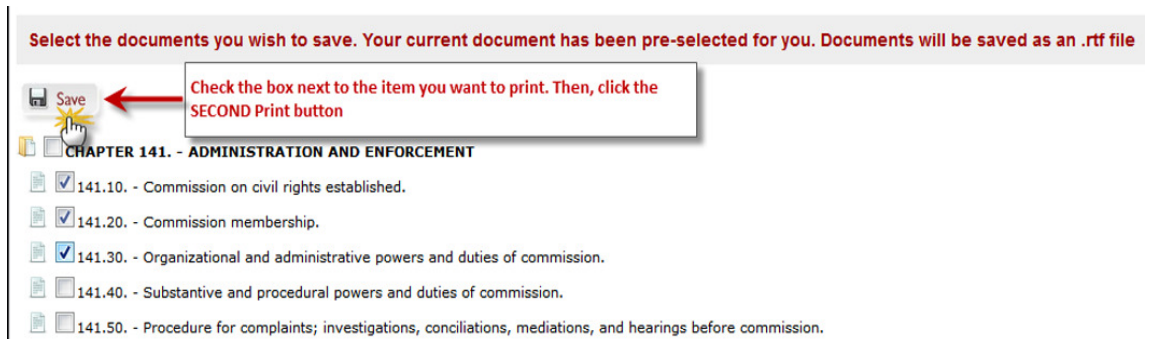 Select the documents you wish to save. Your current document has been pre-selected for you. Documents will be saved as an .rtf file
Save
Check the box next to the item you want to print. Then, click the
SECOND Print button
CHAPTER 141. - ADMINISTRATION AND ENFORCEMENT
141.10. - Commission on civil rights established.
141.20. - Commission membership.
141.30. - Organizational and administrative powers and duties of commission.
141.40. - Substantive and procedural powers and duties of commission.
141.50. - Procedure for complaints; investigations, conciliations, mediations, and hearings before commission.